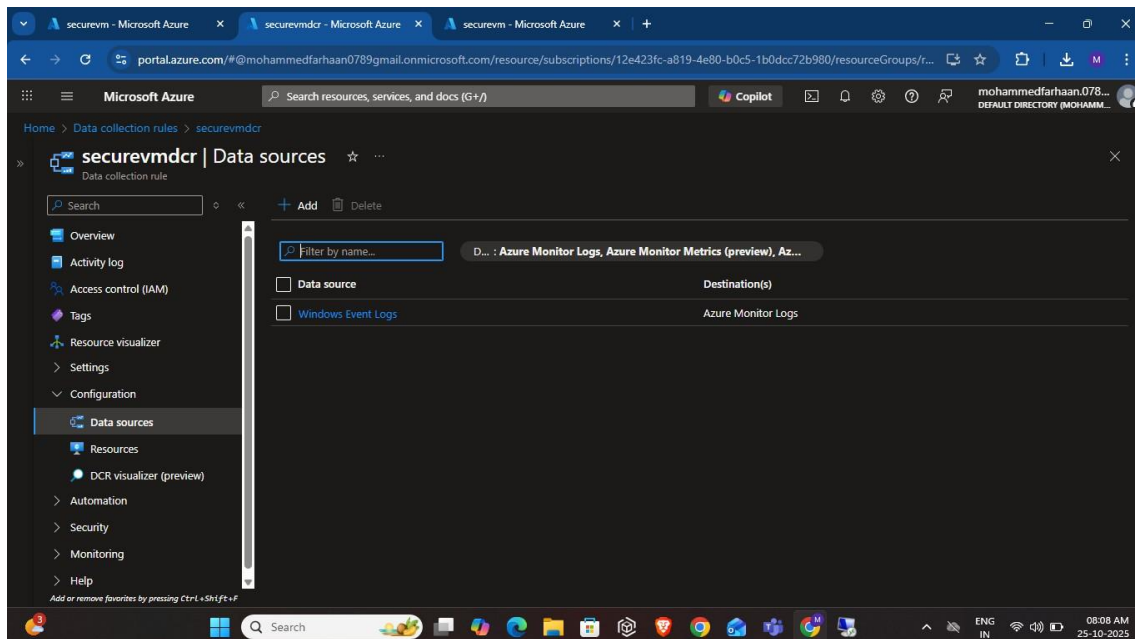 securevm - Microsoft Azure
securevmdcr - Microsoft Azure
securevm - Microsoft Azure
portal.azure.com/#@mohammedfarhaan0789gmail.onmicrosoft.com/resource/subscriptions/12e423fc-a819-4e80-b0c5-1b0dcc72b980/resourceGroups/r...
M
Microsoft Azure
Search resources, services, and docs (G+/)
Copilot
mohammedfarhaan.078...
DEFAULT DIRECTORY (MOHAMM...
Home > Data collection rules > securevmdcr
securevmdcr | Data sources
Data collection rule
Search
Add
Delete
Overview
Activity log
Access control (IAM)
Tags
Resource visualizer
Settings
Configuration
Data sources
Resources
DCR visualizer (preview)
Automation
Security
Monitoring
Help
Add or remove favorites by pressing Ctrl+Shift+F
Filter by name...
D... : Azure Monitor Logs, Azure Monitor Metrics (preview), Az...
Data source
Destination(s)
Windows Event Logs
Azure Monitor Logs
3
Search
M
ENG
IN
08:08 AM
25-10-2025